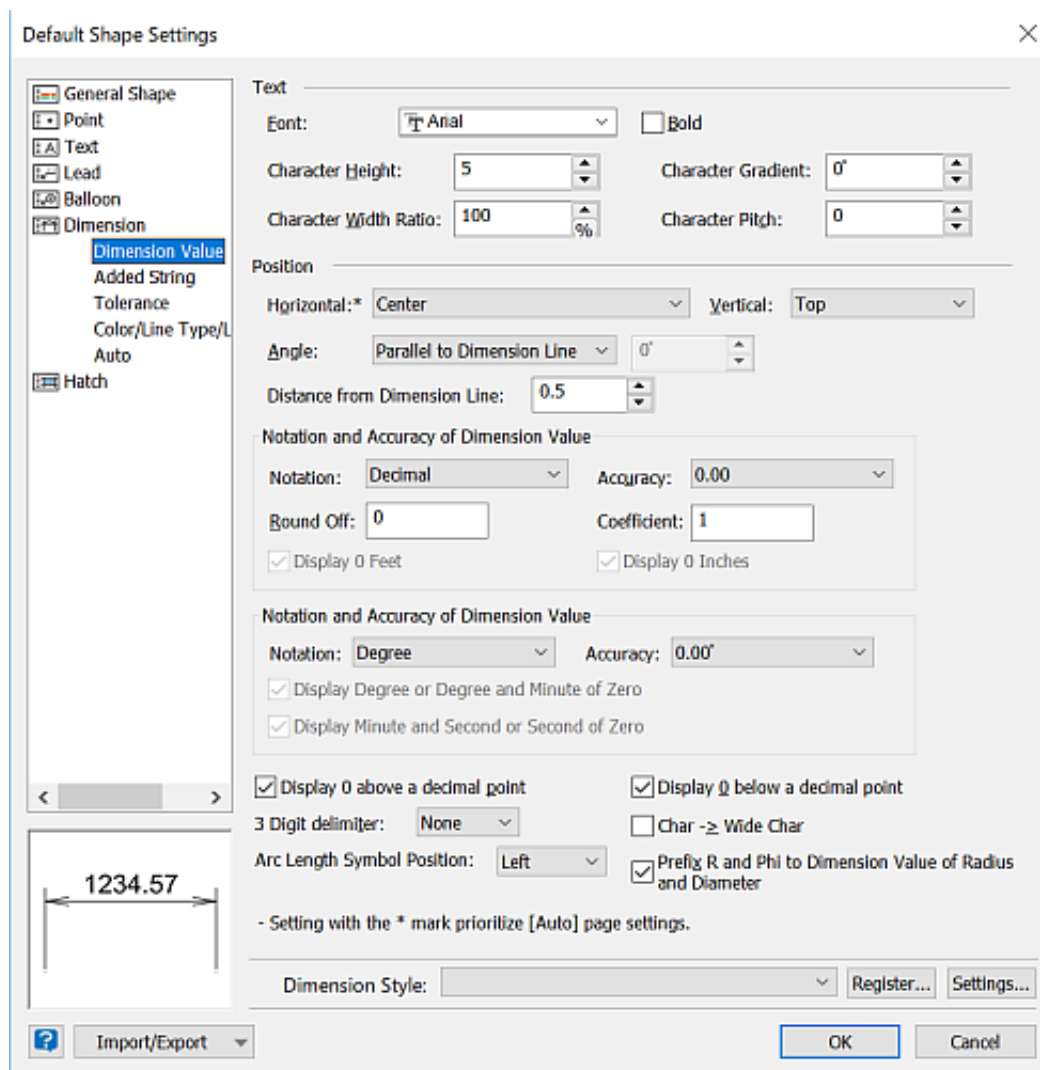 Default Shape Settings
General Shape
Point
Text
Lead
Balloon
Dimension
Dimension Value
Added String
Tolerance
Color/Line Type/L
Auto
Hatch
1234.57
Text
Font: Arial Bold
Character Height: 5 Character Gradient: 0°
Character Width Ratio: 100 % Character Pitch: 0
Position
Horizontal:* Center Vertical: Top
Angle: Parallel to Dimension Line 0°
Distance from Dimension Line: 0.5
Notation and Accuracy of Dimension Value
Notation: Decimal Accuracy: 0.00
Round Off: 0 Coefficient: 1
Display 0 Feet Display 0 Inches
Notation and Accuracy of Dimension Value
Notation: Degree Accuracy: 0.00°
Display Degree or Degree and Minute of Zero
Display Minute and Second or Second of Zero
Display 0 above a decimal point Display 0 below a decimal point
3 Digit delimiter: None Char -> Wide Char
Arc Length Symbol Position: Left Prefix R and Phi to Dimension Value of Radius
and Diameter
- Setting with the * mark prioritize [Auto] page settings.
Dimension Style: Register... Settings...
? Import/Export OK Cancel